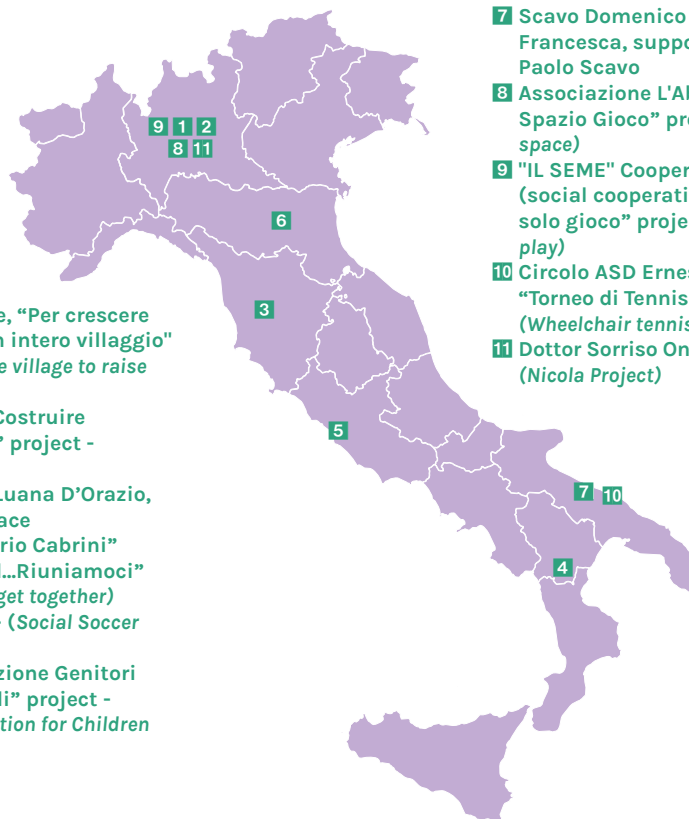 e, “Per crescere
n intero villaggio"
e village to raise
Costruire
” project -
Luana D’Orazio,
ace
rio Cabrini”
...Riuniamoci”
get together)
(Social Soccer
zione Genitori
li” project -
tion for Children
9 1 2
8 11
6
3
5
7 10
4
7 Scavo Domenico
Francesca, suppo
Paolo Scavo
8 Associazione L'Al
Spazio Gioco” pro
space)
9 "IL SEME" Cooper
(social cooperati
solo gioco” proje
play)
10 Circolo ASD Ernes
“Torneo di Tennis
(Wheelchair tennis
11 Dottor Sorriso On
(Nicola Project)